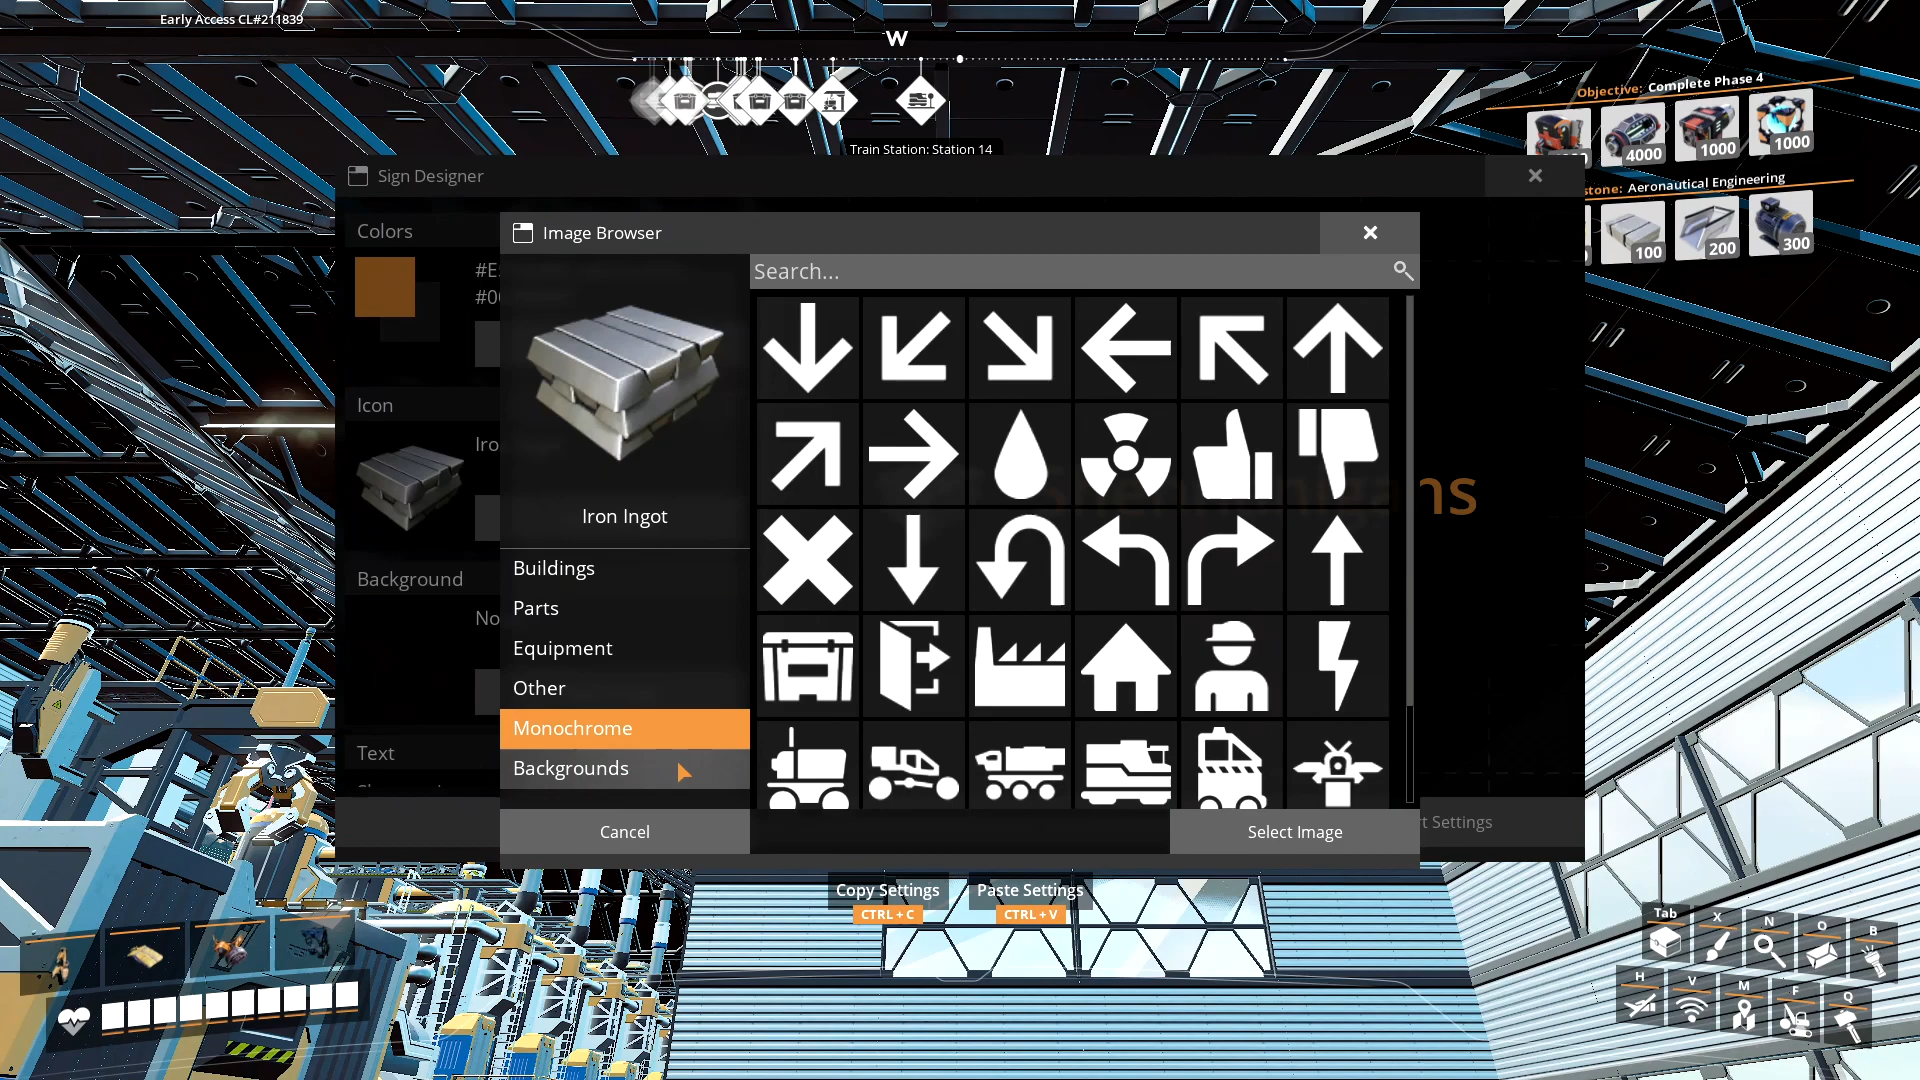 Early Access CL#211839
W
Objective: Complete Phase 4
4000
1000
1000
Train Station: Station 14
stone: Aeronautical Engineering
100
200
300
Sign Designer
Colors
#E
Icon
Background
No
Text
Image Browser
Search...
Iron Ingot
Buildings
Parts
Equipment
Other
Monochrome
Backgrounds
Cancel
Select Image
t Settings
Copy Settings
CTRL + C
Paste Settings
CTRL + V
Tab
X
N
O
B
H
V
M
F
Q